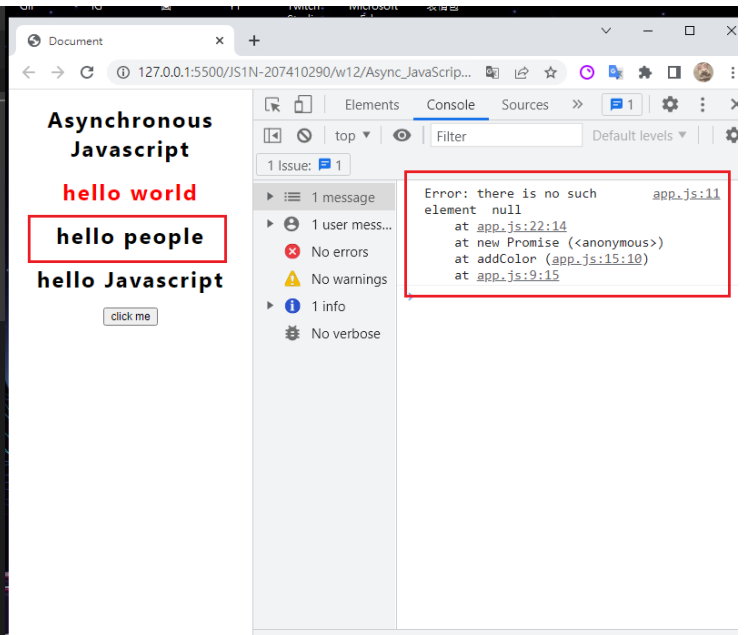 Document
127.0.0.1:5500/JS1N-207410290/w12/Async_JavaScrip...
Asynchronous
Javascript
hello world
hello people
hello Javascript
click me
Elements Console Sources » 1
top ▼ Filter Default levels ▼
1 Issue: 1
1 message
1 user mess...
No errors
No warnings
1 info
No verbose
Error: there is no such app.js:11
element null
at app.js:22:14
at new Promise (<anonymous>)
at addColor (app.js:15:10)
at app.js:9:15